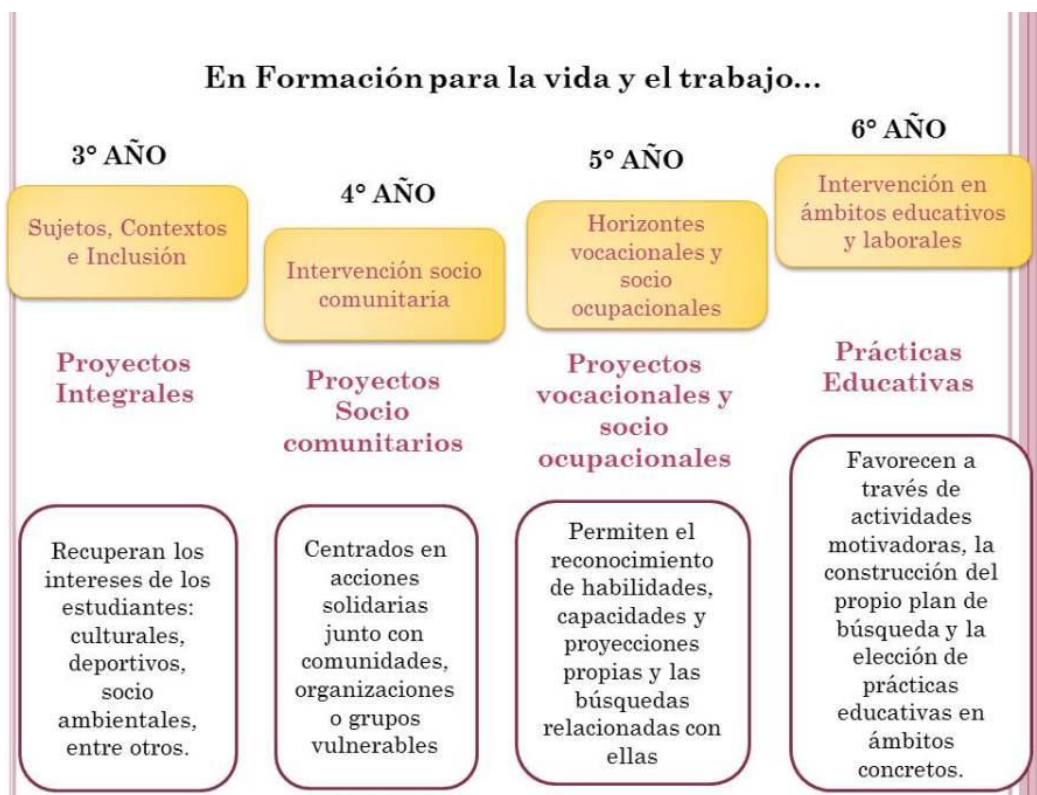 En Formación para la vida y el trabajo...
3° AÑO
Sujetos, Contextos
e Inclusión
Proyectos
Integrales
Recuperan los
intereses de los
estudiantes:
culturales,
deportivos,
socio
ambientales,
entre otros.
4° AÑO
Intervención socio
comunitaria
Proyectos
Socio
comunitarios
Centrados en
acciones
solidarias
junto con
comunidades,
organizaciones
o grupos
vulnerables
5° AÑO
Horizontes
vocacionales y
socio
ocupacionales
Proyectos
vocacionales y
socio
ocupacionales
Permiten el
reconocimiento
de habilidades,
capacidades y
proyecciones
propias y las
búsquedas
relacionadas con
ellas
6° AÑO
Intervención en
ámbitos educativos
y laborales
Prácticas
Educativas
Favorecen a
través de
actividades
motivadoras, la
construcción del
propio plan de
búsqueda y la
elección de
prácticas
educativas en
ámbitos
concretos.